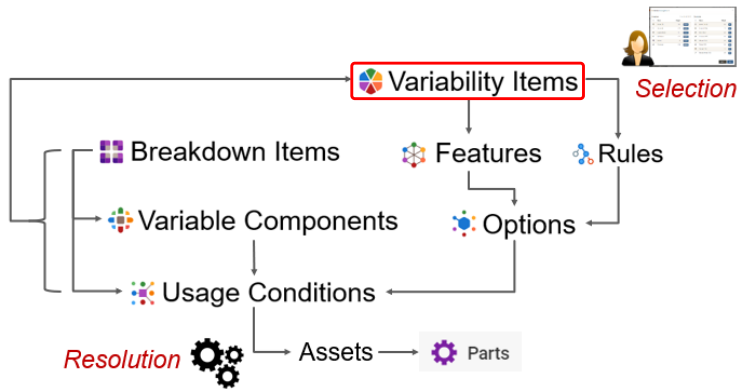 Variability Items
Selection
Breakdown Items
Features
Rules
Variable Components
Options
Usage Conditions
Resolution
Assets
Parts